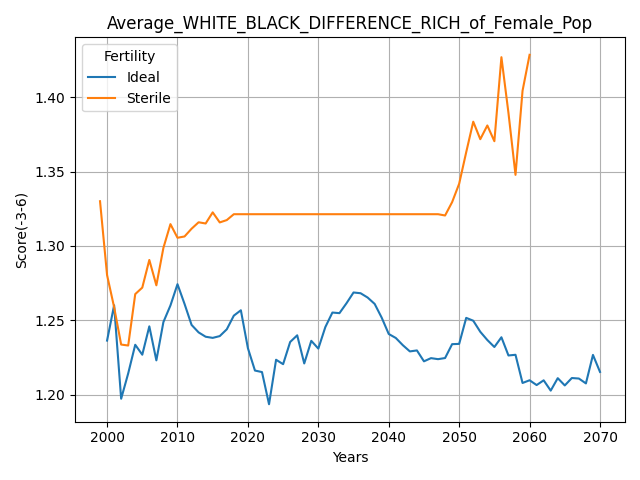 Average_WHITE_BLACK_DIFFERENCE_RICH_of_Female_Pop
Fertility
Ideal
Sterile
Score(-3-6)
1.40
1.35
1.30
1.25
1.20
2000 2010 2020 2030 2040 2050 2060 2070
Years